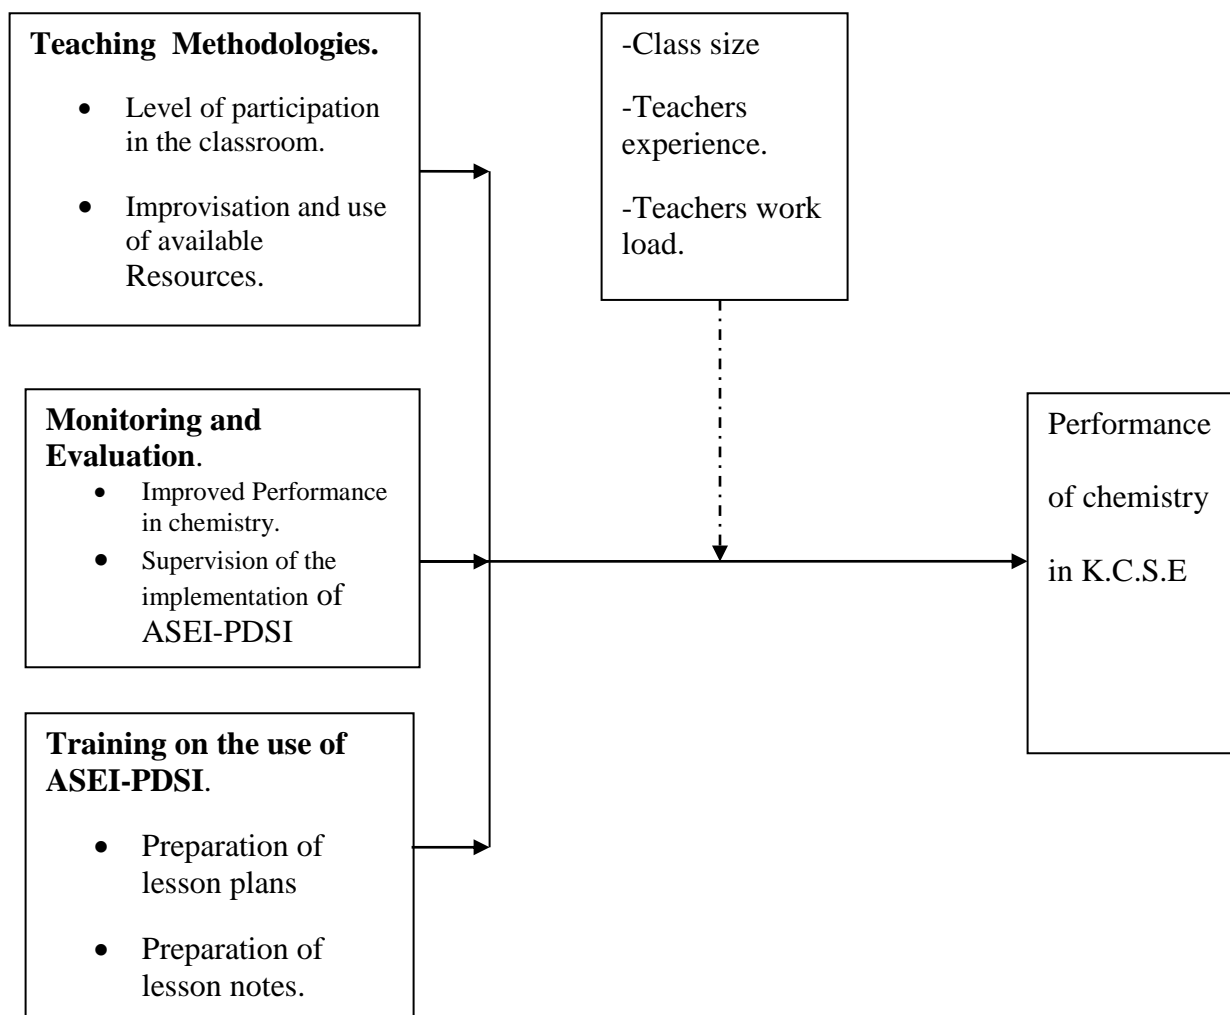 Teaching Methodologies.
• Level of participation
in the classroom.
• Improvisation and use
of available
Resources.
-Class size
-Teachers
experience.
-Teachers work
load.
Monitoring and
Evaluation.
• Improved Performance
in chemistry.
• Supervision of the
implementation of
ASEI-PDSI
Performance
of chemistry
in K.C.S.E
Training on the use of
ASEI-PDSI.
• Preparation of
lesson plans
• Preparation of
lesson notes.